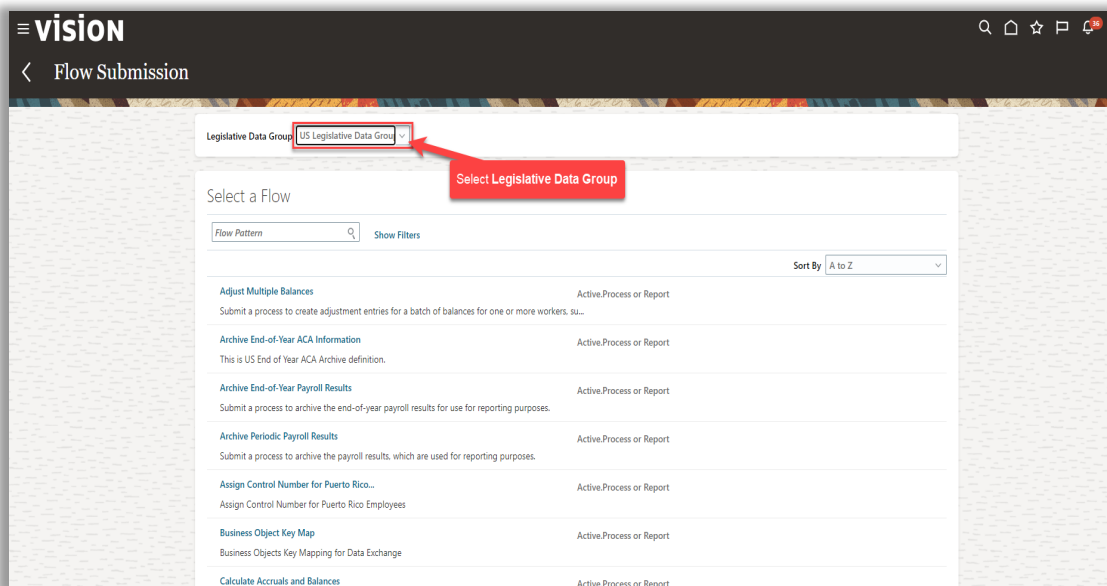 vision
36
Flow Submission
Legislative Data Group US Legislative Data Grou
Select Legislative Data Group
Select a Flow
Flow Pattern Show Filters
Sort By A to Z
Adjust Multiple Balances Active.Process or Report
Submit a process to create adjustment entries for a batch of balances for one or more workers, su...
Archive End-of-Year ACA Information Active.Process or Report
This is US End of Year ACA Archive definition.
Archive End-of-Year Payroll Results Active.Process or Report
Submit a process to archive the end-of-year payroll results for use for reporting purposes.
Archive Periodic Payroll Results Active.Process or Report
Submit a process to archive the payroll results, which are used for reporting purposes.
Assign Control Number for Puerto Rico... Active.Process or Report
Assign Control Number for Puerto Rico Employees
Business Object Key Map Active.Process or Report
Business Objects Key Mapping for Data Exchange
Calculate Accruals and Balances Active.Process or Report